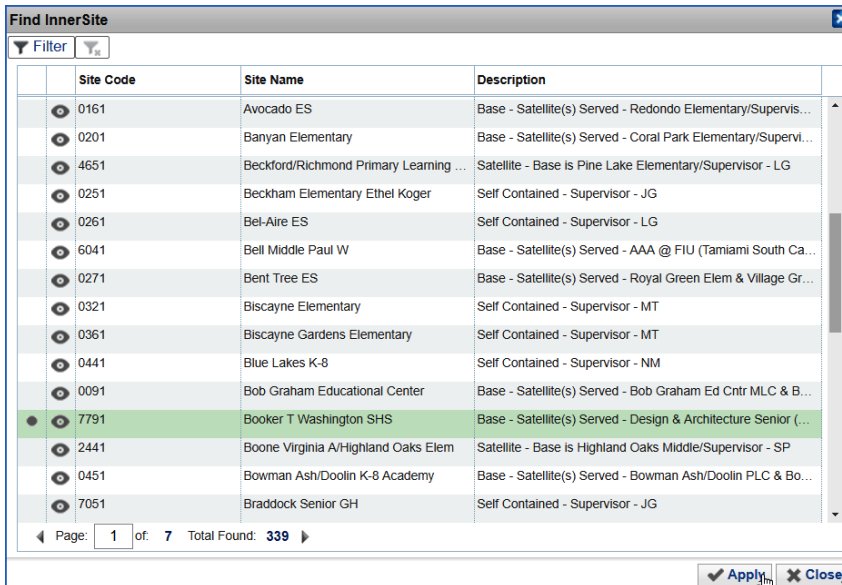 Find InnerSite
Filter
Site Code Site Name Description
0161 Avocado ES Base - Satellite(s) Served - Redondo Elementary/Supervis...
0201 Banyan Elementary Base - Satellite(s) Served - Coral Park Elementary/Supervi...
4651 Beckford/Richmond Primary Learning ... Satellite - Base is Pine Lake Elementary/Supervisor - LG
0251 Beckham Elementary Ethel Koger Self Contained - Supervisor - JG
0261 Bel-Aire ES Self Contained - Supervisor - LG
6041 Bell Middle Paul W Base - Satellite(s) Served - AAA @ FIU (Tamiami South Ca...
0271 Bent Tree ES Base - Satellite(s) Served - Royal Green Elem & Village Gr...
0321 Biscayne Elementary Self Contained - Supervisor - MT
0361 Biscayne Gardens Elementary Self Contained - Supervisor - MT
0441 Blue Lakes K-8 Self Contained - Supervisor - NM
0091 Bob Graham Educational Center Base - Satellite(s) Served - Bob Graham Ed Cntr MLC & B...
7791 Booker T Washington SHS Base - Satellite(s) Served - Design & Architecture Senior (...
2441 Boone Virginia A/Highland Oaks Elem Satellite - Base is Highland Oaks Middle/Supervisor - SP
0451 Bowman Ash/Doolin K-8 Academy Base - Satellite(s) Served - Bowman Ash/Doolin PLC & Bo...
7051 Braddock Senior GH Self Contained - Supervisor - JG
Page: 1 of: 7 Total Found: 339
Apply Close